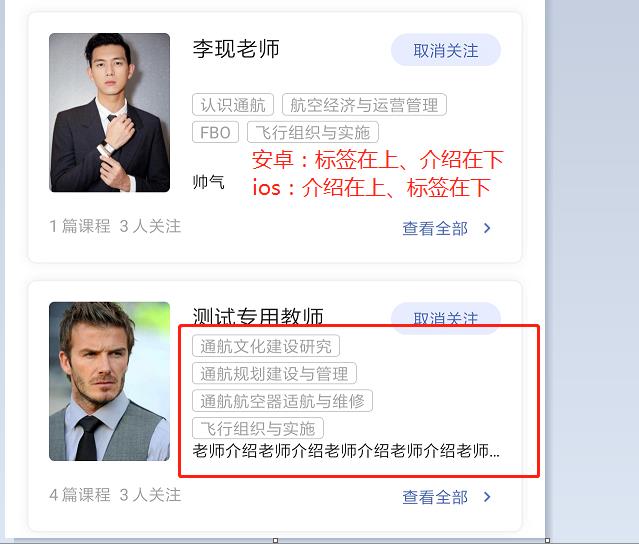 李现老师
取消关注
认识通航 航空经济与运营管理
FBO 飞行组织与实施
安卓：标签在上、介绍在下
帅气
ios：介绍在上、标签在下
1 篇课程 3 人关注
查看全部 >
测试专用教师
取消关注
通航文化建设研究
通航规划建设与管理
通航航空器适航与维修
飞行组织与实施
老师介绍老师介绍老师介绍老师介绍老师...
4 篇课程 3 人关注
查看全部 >